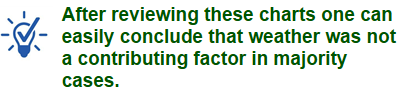 After reviewing these charts one can
easily conclude that weather was not
a contributing factor in majority
cases.